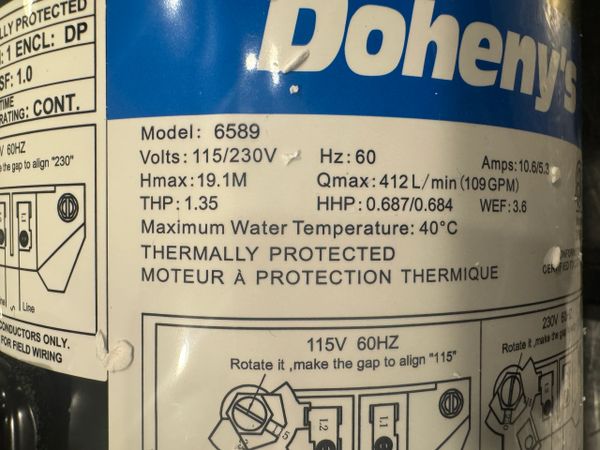 LLY PROTECTED
: 1 ENCL: DP
SF: 1.0
TIME
RATING: CONT.
V 60HZ
ke the gap to align "230"
Line
ONDUCTORS ONLY.
FOR FIELD WIRING
Doheny's
Model: 6589
Volts: 115/230V Hz: 60 Amps: 10.6/5.3
Hmax: 19.1M Qmax: 412L/min (109GPM)
THP: 1.35 HHP: 0.687/0.684 WEF: 3.6
Maximum Water Temperature: 40°C
THERMALLY PROTECTED
MOTEUR À PROTECTION THERMIQUE
115V 60HZ
Rotate it ,make the gap to align "115"
L2
L1
230V
Rotate it ,make the gap